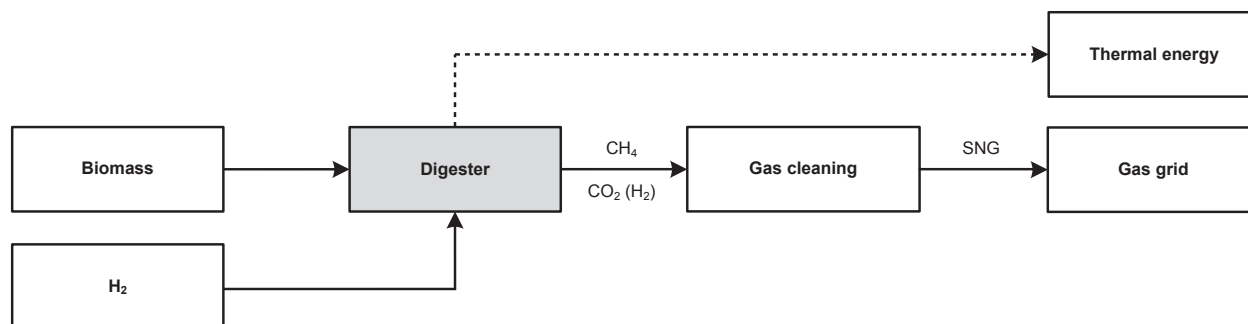 Thermal energy
Biomass
Digester
CH₄
CO₂ (H₂)
Gas cleaning
SNG
Gas grid
H₂